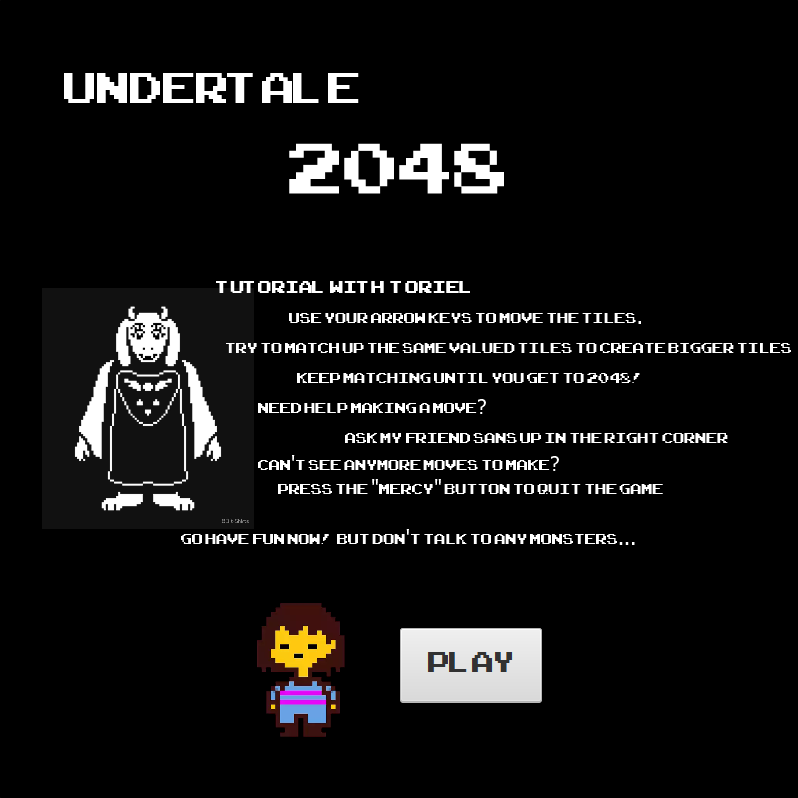 UNDERTALE
2048
TUTORIAL WITH TORIEL
USE YOUR ARROW KEYS TO MOVE THE TILES,
TRY TO MATCH UP THE SAME VALUED TILES TO CREATE BIGGER TILES
KEEP MATCHING UNTIL YOU GET TO 2048!
NEED HELP MAKING A MOVE?
ASK MY FRIEND SANS UP IN THE RIGHT CORNER
CAN'T SEE ANYMORE MOVES TO MAKE?
PRESS THE "MERCY" BUTTON TO QUIT THE GAME
GO HAVE FUN NOW! BUT DON'T TALK TO ANY MONSTERS...
PLAY